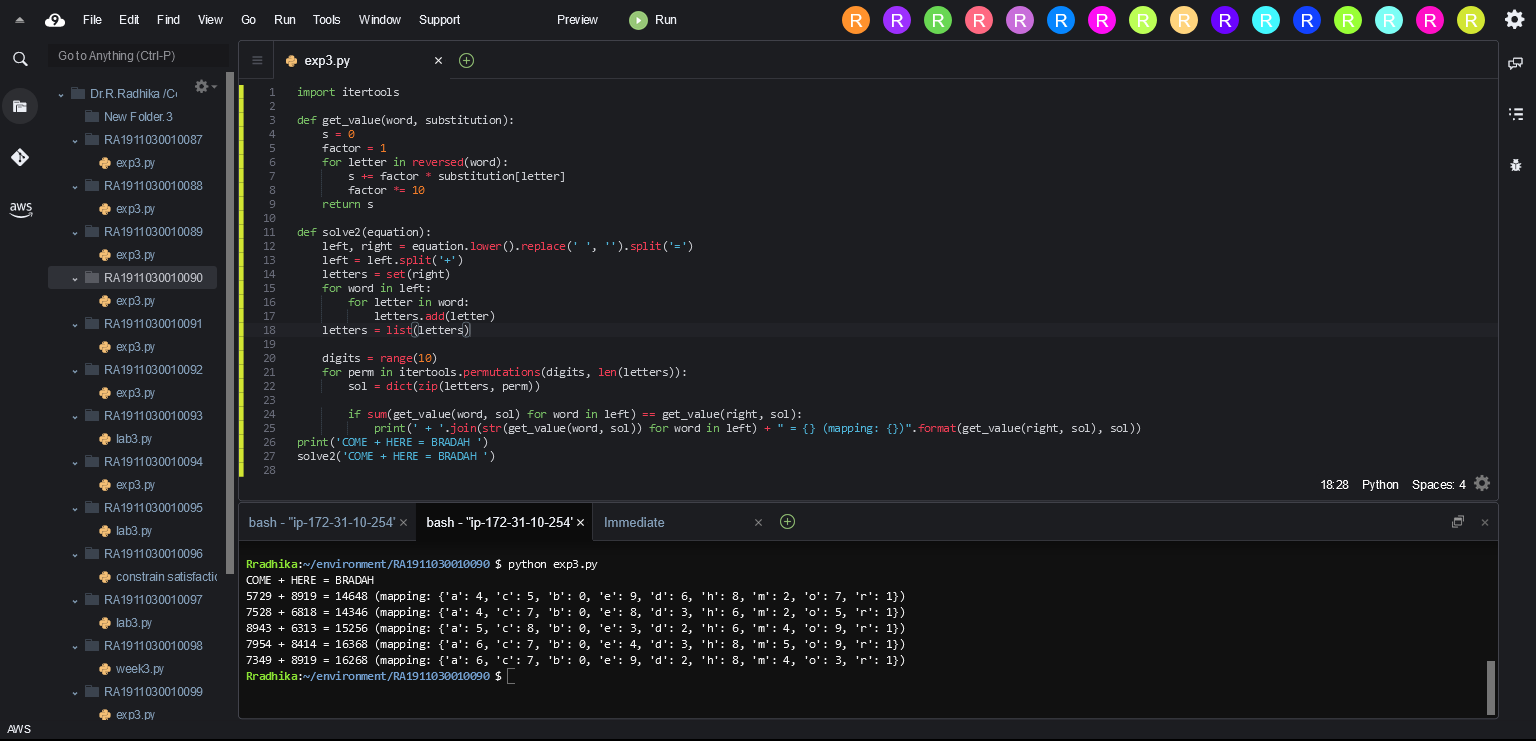 File Edit Find View Go Run Tools Window Support Preview Run
R R R R R R R R R R R R R R R R
Go to Anything (Ctrl-P)
Dr.R.Radhika /Co
New Folder.3
RA1911030010087
exp3.py
RA1911030010088
exp3.py
RA1911030010089
exp3.py
RA1911030010090
exp3.py
RA1911030010091
exp3.py
RA1911030010092
exp3.py
RA1911030010093
lab3.py
RA1911030010094
exp3.py
RA1911030010095
lab3.py
RA1911030010096
constrain satisfactic
RA1911030010097
lab3.py
RA1911030010098
week3.py
RA1911030010099
exp3.py
aws
AWS
exp3.py ×
1 import itertools
2
3 def get_value(word, substitution):
4 s = 0
5 factor = 1
6 for letter in reversed(word):
7 s += factor * substitution[letter]
8 factor *= 10
9 return s
10
11 def solve2(equation):
12 left, right = equation.lower().replace(' ', '').split('=')
13 left = left.split('+')
14 letters = set(right)
15 for word in left:
16 for letter in word:
17 letters.add(letter)
18 letters = list(letters)
19
20 digits = range(10)
21 for perm in itertools.permutations(digits, len(letters)):
22 sol = dict(zip(letters, perm))
23
24 if sum(get_value(word, sol) for word in left) == get_value(right, sol):
25 print(' + '.join(str(get_value(word, sol)) for word in left) + " = {} (mapping: {})".format(get_value(right, sol), sol))
26 print('COME + HERE = BRADAH ')
27 solve2('COME + HERE = BRADAH ')
28
18:28 Python Spaces: 4
bash - "ip-172-31-10-254' × bash - "ip-172-31-10-254' × Immediate ×
Rradhika:~/environment/RA1911030010090 $ python exp3.py
COME + HERE = BRADAH
5729 + 8919 = 14648 (mapping: {'a': 4, 'c': 5, 'b': 0, 'e': 9, 'd': 6, 'h': 8, 'm': 2, 'o': 7, 'r': 1})
7528 + 6818 = 14346 (mapping: {'a': 4, 'c': 7, 'b': 0, 'e': 8, 'd': 3, 'h': 6, 'm': 2, 'o': 5, 'r': 1})
8943 + 6313 = 15256 (mapping: {'a': 5, 'c': 8, 'b': 0, 'e': 3, 'd': 2, 'h': 6, 'm': 4, 'o': 9, 'r': 1})
7954 + 8414 = 16368 (mapping: {'a': 6, 'c': 7, 'b': 0, 'e': 4, 'd': 3, 'h': 8, 'm': 5, 'o': 9, 'r': 1})
7349 + 8919 = 16268 (mapping: {'a': 6, 'c': 7, 'b': 0, 'e': 9, 'd': 2, 'h': 8, 'm': 4, 'o': 3, 'r': 1})
Rradhika:~/environment/RA1911030010090 $